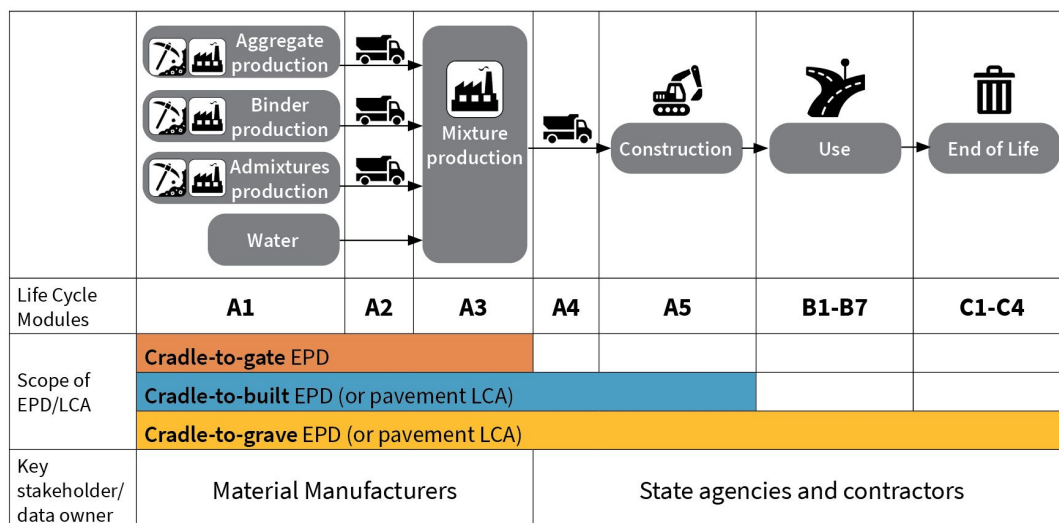 Aggregate
production
Binder
production
Admixtures
production
Water
Mixture
production
Construction
Use
End of Life
Life Cycle
Modules
A1
A2
A3
A4
A5
B1-B7
C1-C4
Scope of
EPD/LCA
Cradle-to-gate EPD
Cradle-to-built EPD (or pavement LCA)
Cradle-to-grave EPD (or pavement LCA)
Key
stakeholder/
data owner
Material Manufacturers
State agencies and contractors